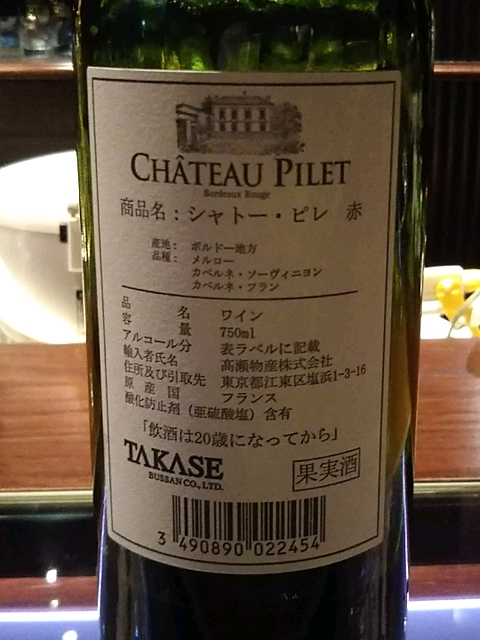 CHÂTEAU PILET
Bordeaux Rouge
商品名：シャトー・ピレ　赤
産地：　ボルドー地方
品種：　メルロー
カベルネ・ソーヴィニヨン
カベルネ・フラン
品　名　ワイン
容　量　750ml
アルコール分　表ラベルに記載
輸入者氏名　高瀬物産株式会社
住所及び引取先　東京都江東区塩浜1-3-16
原産国　フランス
酸化防止剤（亜硫酸塩）含有
「飲酒は20歳になってから」
TAKASE
BUSSAN CO., LTD.
果実酒
3 490890 022454